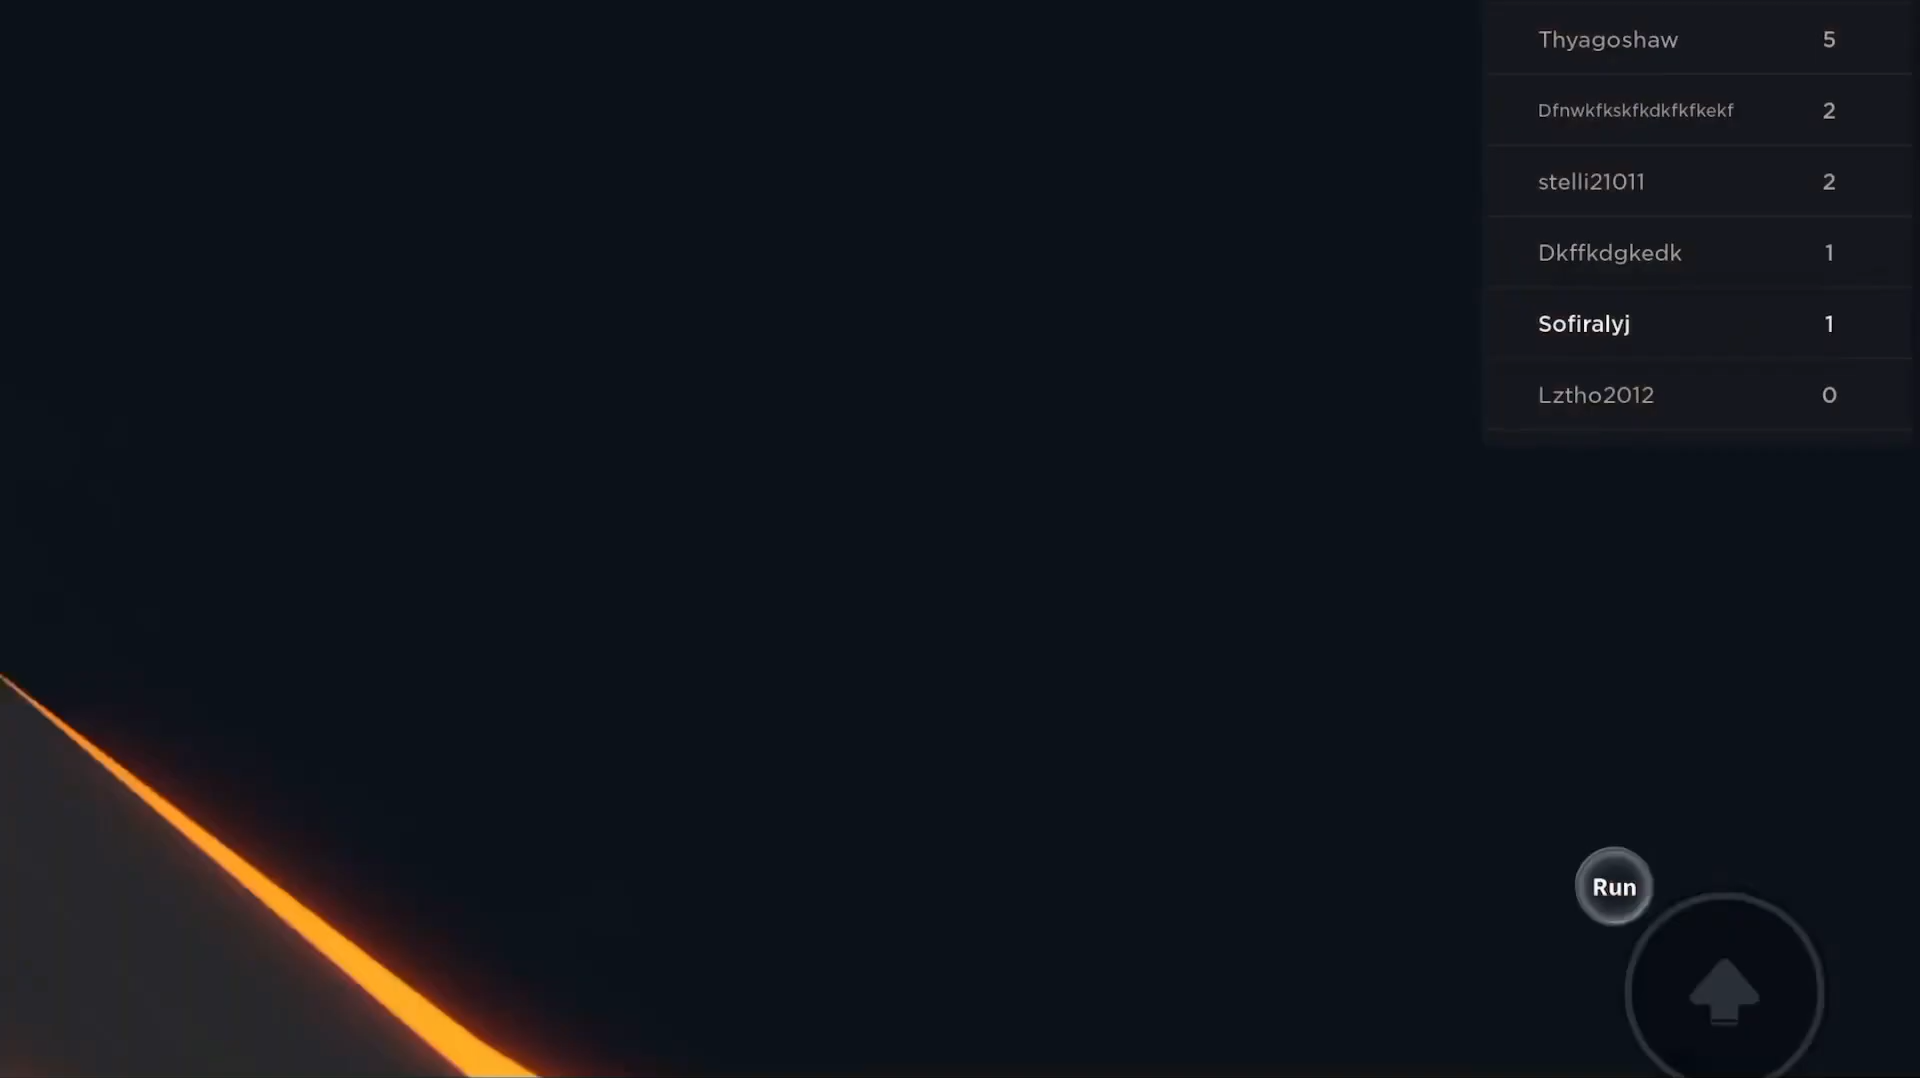 Thyagoshaw 5
Dfnwkfkskfkdkfkfkekf 2
stelli21011 2
Dkffkdgkedk 1
Sofiralyj 1
Lztho2012 0
Run